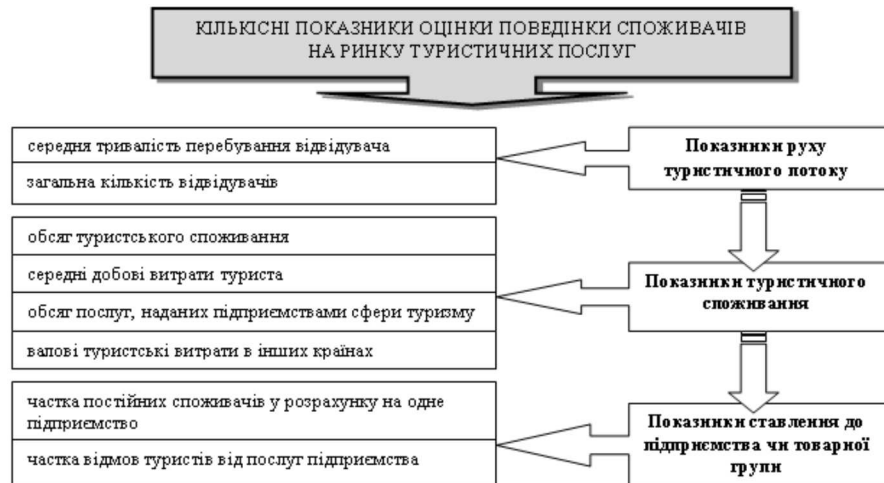 КІЛЬКІСНІ ПОКАЗНИКИ ОЦІНКИ ПОВЕДІНКИ СПОЖИВАЧІВ
НА РИНКУ ТУРИСТИЧНИХ ПОСЛУГ
середня тривалість перебування відвідувача
загальна кількість відвідувачів
Показники руху
туристичного потоку
обсяг туристського споживання
середні добові витрати туриста
обсяг послуг, наданих підприємствами сфери туризму
валові туристські витрати в інших країнах
Показники туристичного
споживання
частка постійних споживачів у розрахунку на одне
підприємство
частка відмов туристів від послуг підприємства
Показники ставлення до
підприємства чи товарної
групи